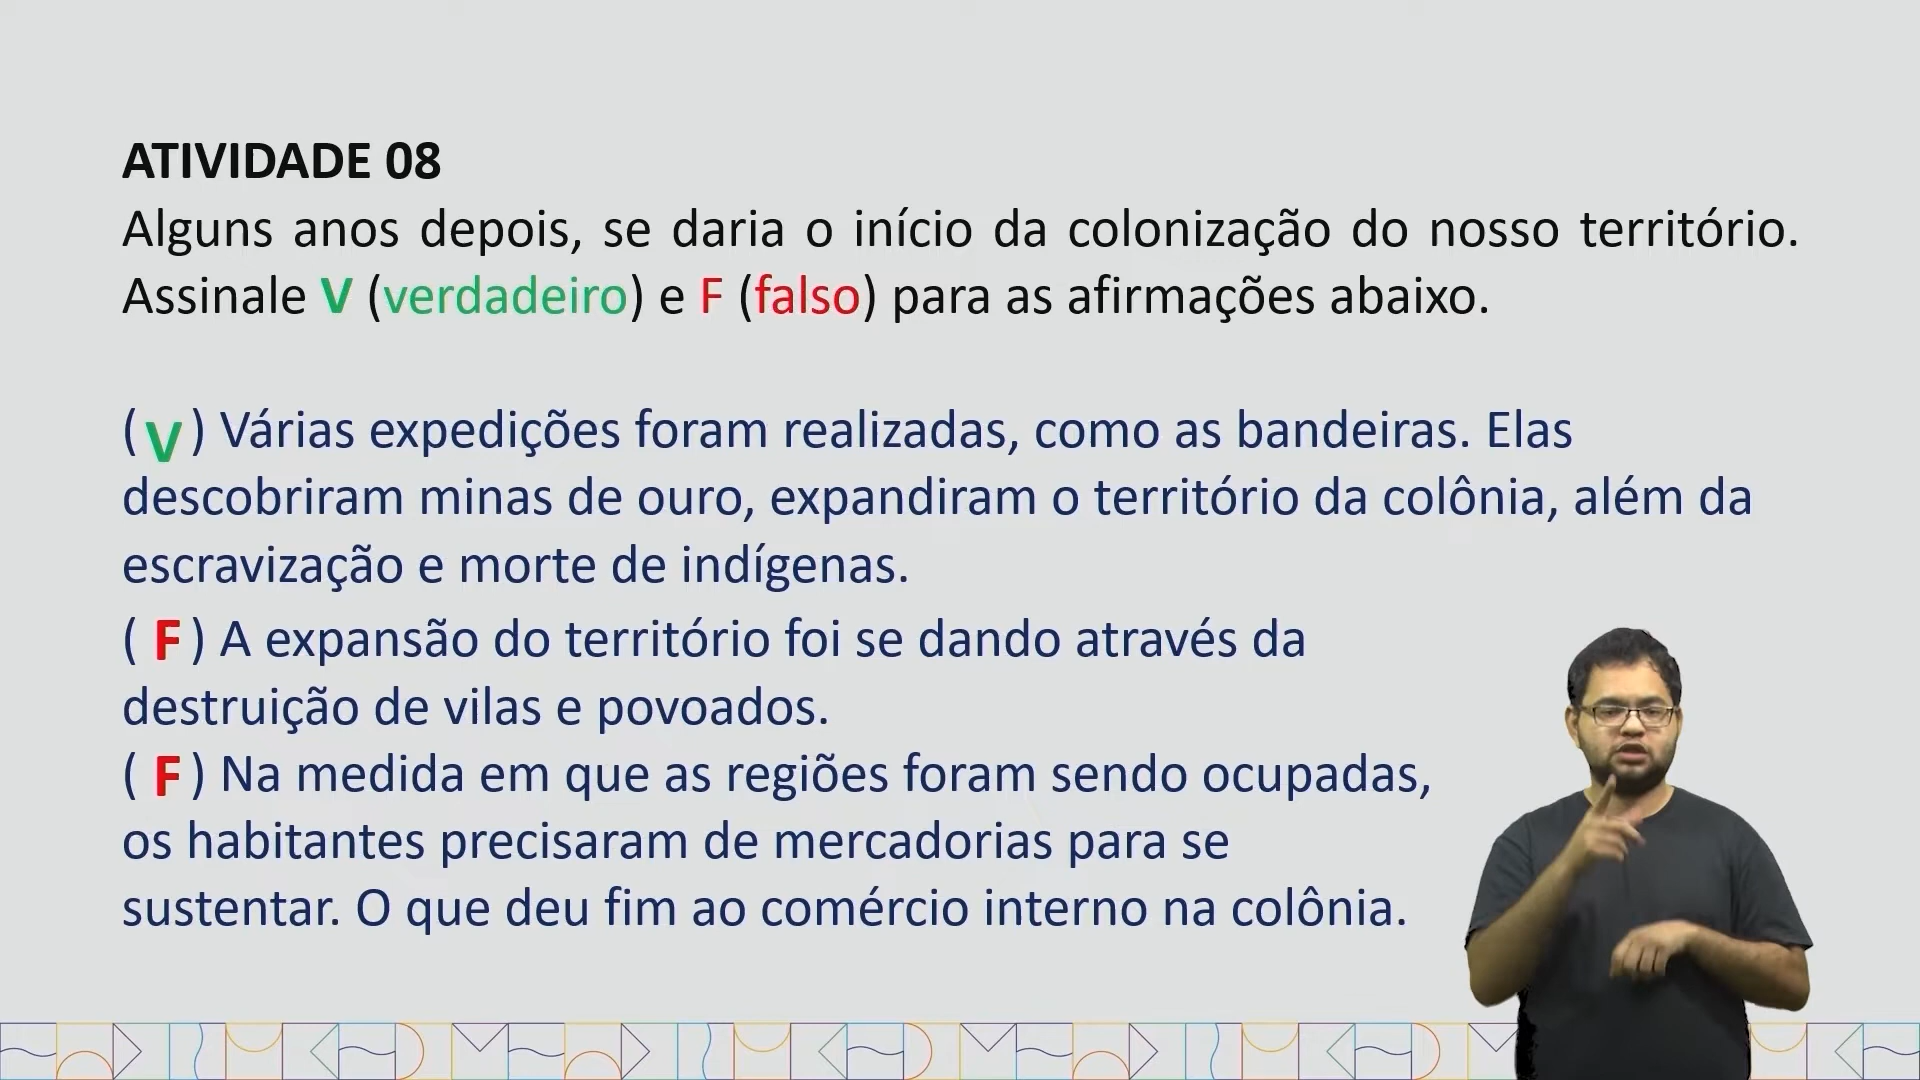 ATIVIDADE 08
Alguns anos depois, se daria o início da colonização do nosso território.
Assinale V (verdadeiro) e F (falso) para as afirmações abaixo.
( V ) Várias expedições foram realizadas, como as bandeiras. Elas
descobriram minas de ouro, expandiram o território da colônia, além da
escravização e morte de indígenas.
( F ) A expansão do território foi se dando através da
destruição de vilas e povoados.
( F ) Na medida em que as regiões foram sendo ocupadas,
os habitantes precisaram de mercadorias para se
sustentar. O que deu fim ao comércio interno na colônia.